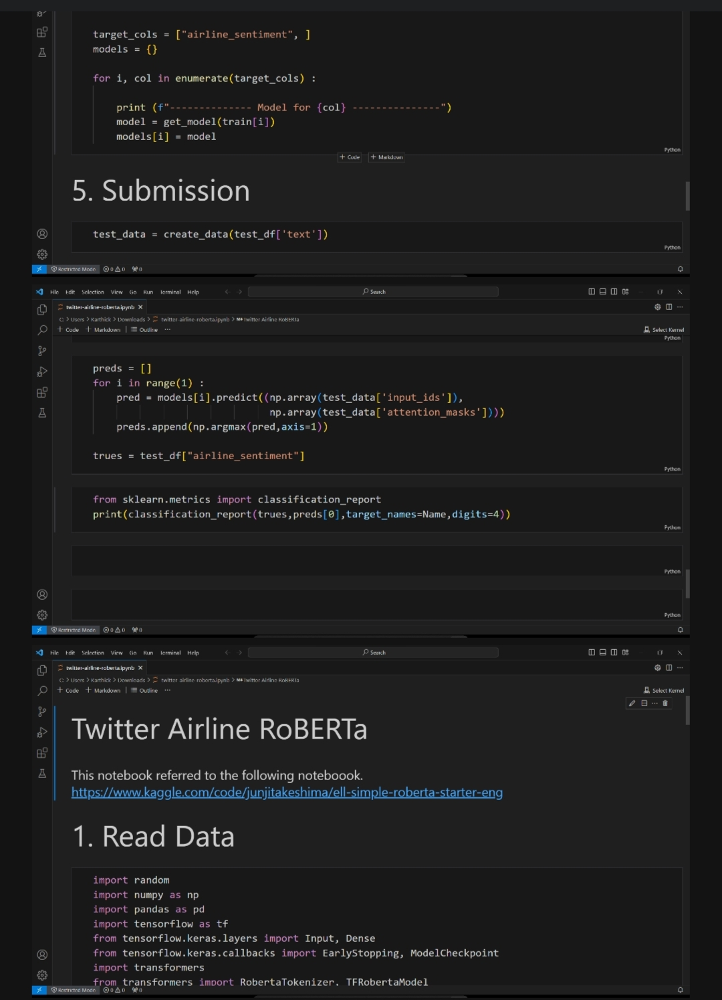 target_cols = ["airline_sentiment", ]
models = {}
for i, col in enumerate(target_cols) :
print (f"-------------- Model for {col} ---------------")
model = get_model(train[i])
models[i] = model
Python
+ Code + Markdown
5. Submission
test_data = create_data(test_df['text'])
Python
Restricted Mode 0 0 0
File Edit Selection View Go Run Terminal Help Search
twitter-airline-roberta.ipynb
C: > Users > Karthick > Downloads > twitter-airline-roberta.ipynb > M↓ Twitter Airline RoBERTa
+ Code + Markdown Outline ...
Select Kernel
Python
preds = []
for i in range(1) :
pred = models[i].predict((np.array(test_data['input_ids']),
np.array(test_data['attention_masks'])))
preds.append(np.argmax(pred,axis=1))
trues = test_df["airline_sentiment"]
Python
from sklearn.metrics import classification_report
print(classification_report(trues,preds[0],target_names=Name,digits=4))
Python
Python
Python
Restricted Mode 0 0 0
File Edit Selection View Go Run Terminal Help Search
twitter-airline-roberta.ipynb
C: > Users > Karthick > Downloads > twitter-airline-roberta.ipynb > M↓ Twitter Airline RoBERTa
+ Code + Markdown Outline ...
Select Kernel
Twitter Airline RoBERTa
This notebook referred to the following noteboook.
https://www.kaggle.com/code/junjitakeshima/ell-simple-roberta-starter-eng
1. Read Data
import random
import numpy as np
import pandas as pd
import tensorflow as tf
from tensorflow.keras.layers import Input, Dense
from tensorflow.keras.callbacks import EarlyStopping, ModelCheckpoint
import transformers
from transformers import RobertaTokenizer, TFRobertaModel
Restricted Mode 0 0 0